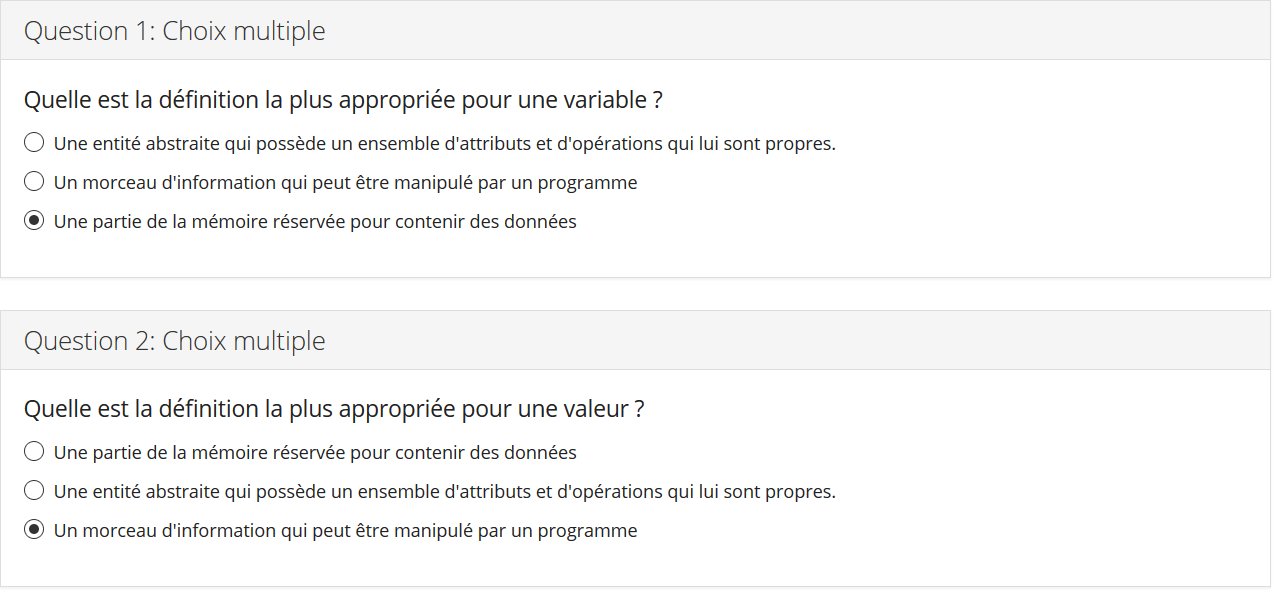 Question 1: Choix multiple
Quelle est la définition la plus appropriée pour une variable ?
Une entité abstraite qui possède un ensemble d'attributs et d'opérations qui lui sont propres.
Un morceau d'information qui peut être manipulé par un programme
Une partie de la mémoire réservée pour contenir des données
Question 2: Choix multiple
Quelle est la définition la plus appropriée pour une valeur ?
Une partie de la mémoire réservée pour contenir des données
Une entité abstraite qui possède un ensemble d'attributs et d'opérations qui lui sont propres.
Un morceau d'information qui peut être manipulé par un programme